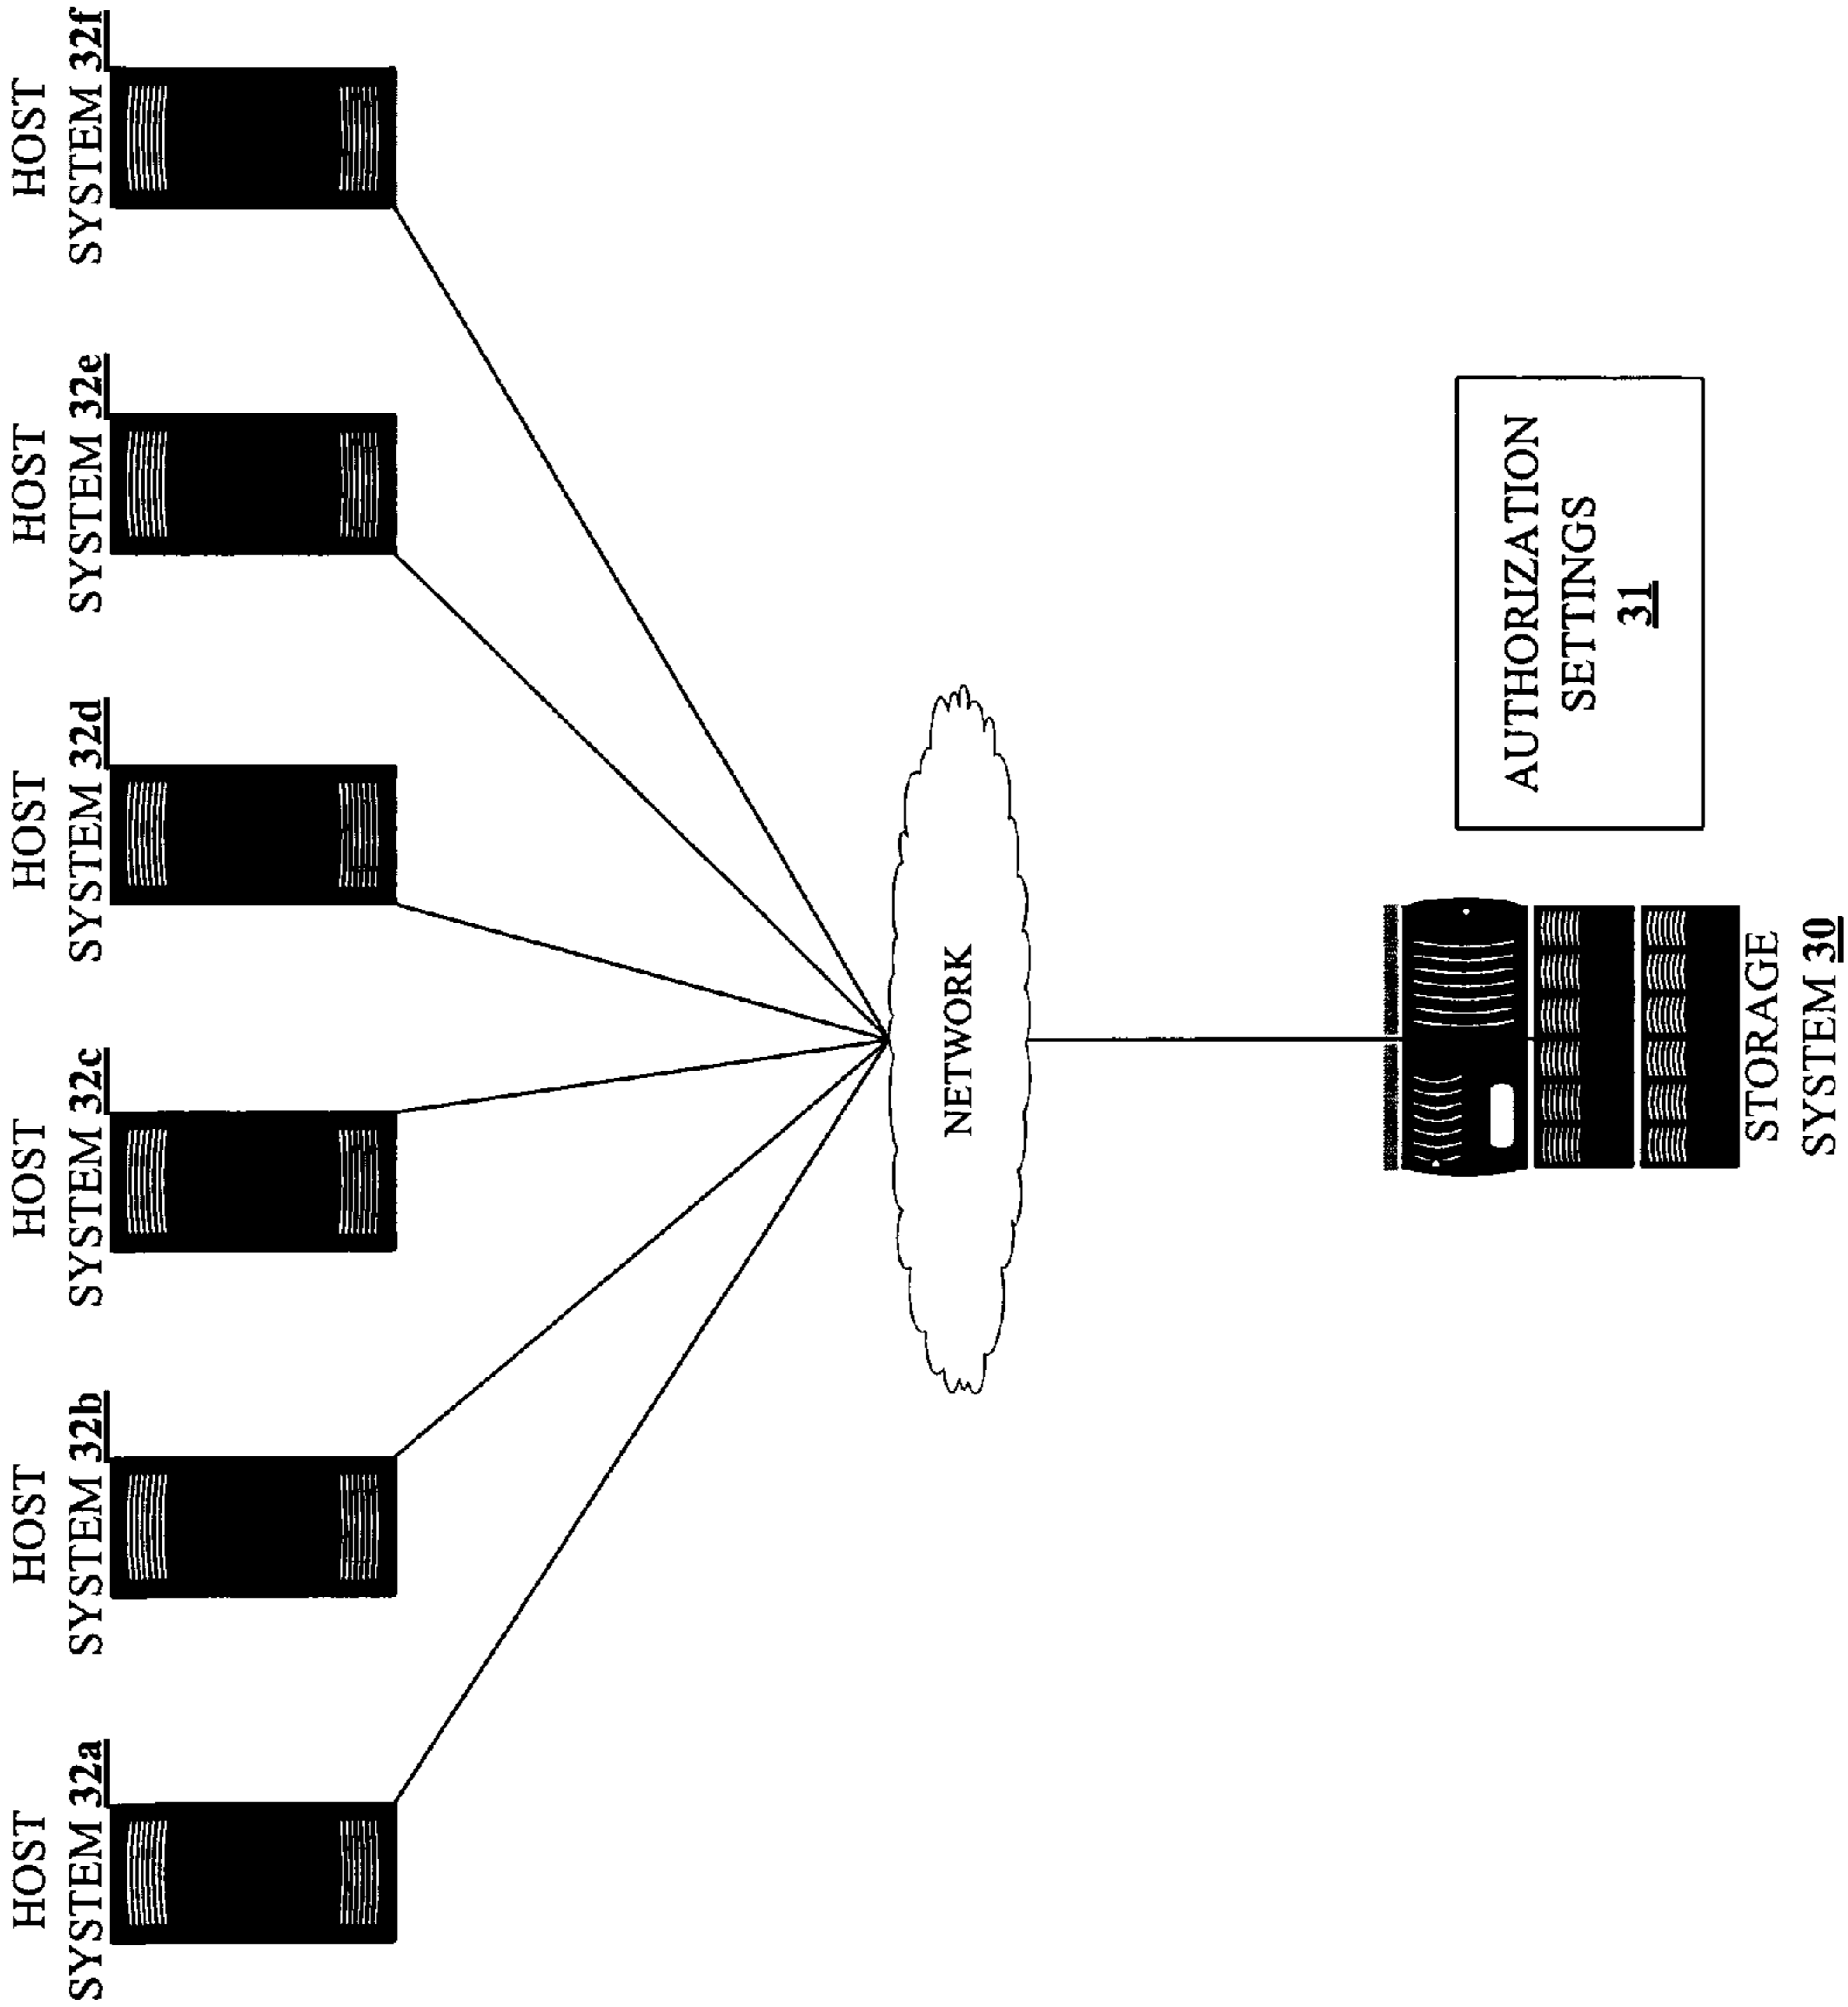 HOST
SYSTEM 32a
HOST
SYSTEM 32b
HOST
SYSTEM 32c
HOST
SYSTEM 32d
HOST
SYSTEM 32e
HOST
SYSTEM 32f
NETWORK
STORAGE
SYSTEM 30
AUTHORIZATION
SETTINGS
31